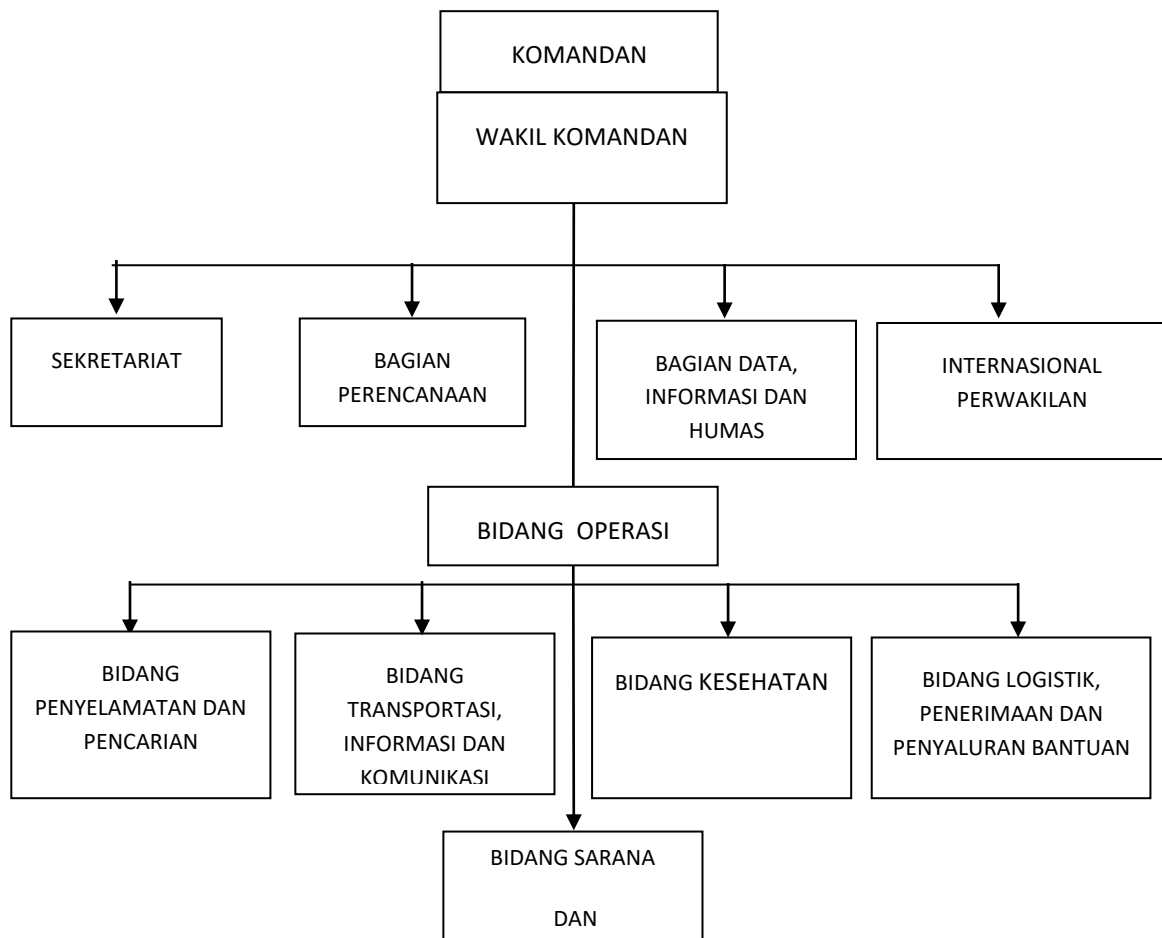 KOMANDAN
WAKIL KOMANDAN
SEKRETARIAT
BAGIAN
PERENCANAAN
BAGIAN DATA,
INFORMASI DAN
HUMAS
INTERNASIONAL
PERWAKILAN
BIDANG OPERASI
BIDANG
PENYELAMATAN DAN
PENCARIAN
BIDANG
TRANSPORTASI,
INFORMASI DAN
KOMUNIKASI
BIDANG KESEHATAN
BIDANG LOGISTIK,
PENERIMAAN DAN
PENYALURAN BANTUAN
BIDANG SARANA
DAN